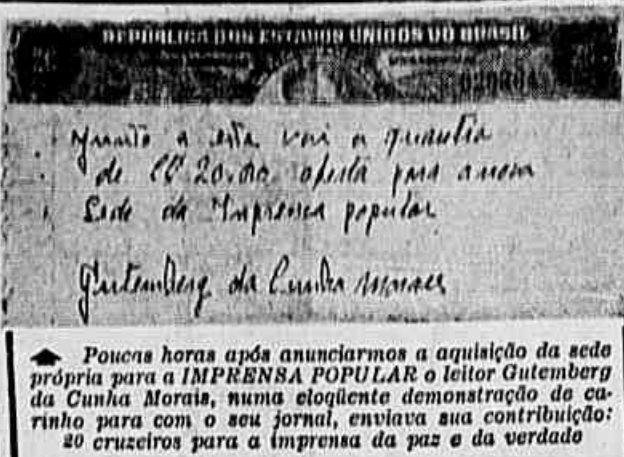 REPUBLICA DOS ESTADOS UNIDOS DO BRASIL
Junto a esta vai a quantia
de Cr 20.00 oferta para a nova
Sede da Imprensa popular
Gutemberg da Cunha Moraes
Poucas horas após anunciarmos a aquisição da sede
própria para a IMPRENSA POPULAR o leitor Gutemberg
da Cunha Morais, numa eloqüente demonstração de ca-
rinho para com o seu jornal, enviava sua contribuição:
20 cruzeiros para a imprensa da paz e da verdade